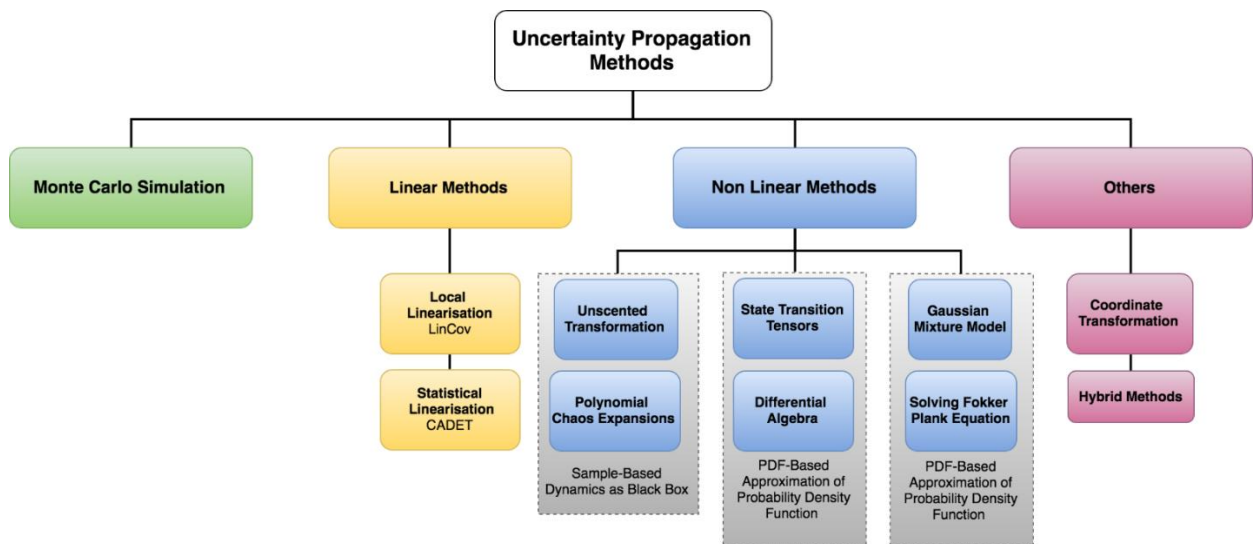 Uncertainty Propagation
Methods
Monte Carlo Simulation
Linear Methods
Non Linear Methods
Others
Local
Linearisation
LinCov
Statistical
Linearisation
CADET
Unscented
Transformation
Polynomial
Chaos Expansions
Sample-Based
Dynamics as Black Box
State Transition
Tensors
Differential
Algebra
PDF-Based
Approximation of
Probability Density
Function
Gaussian
Mixture Model
Solving Fokker
Plank Equation
PDF-Based
Approximation of
Probability Density
Function
Coordinate
Transformation
Hybrid Methods